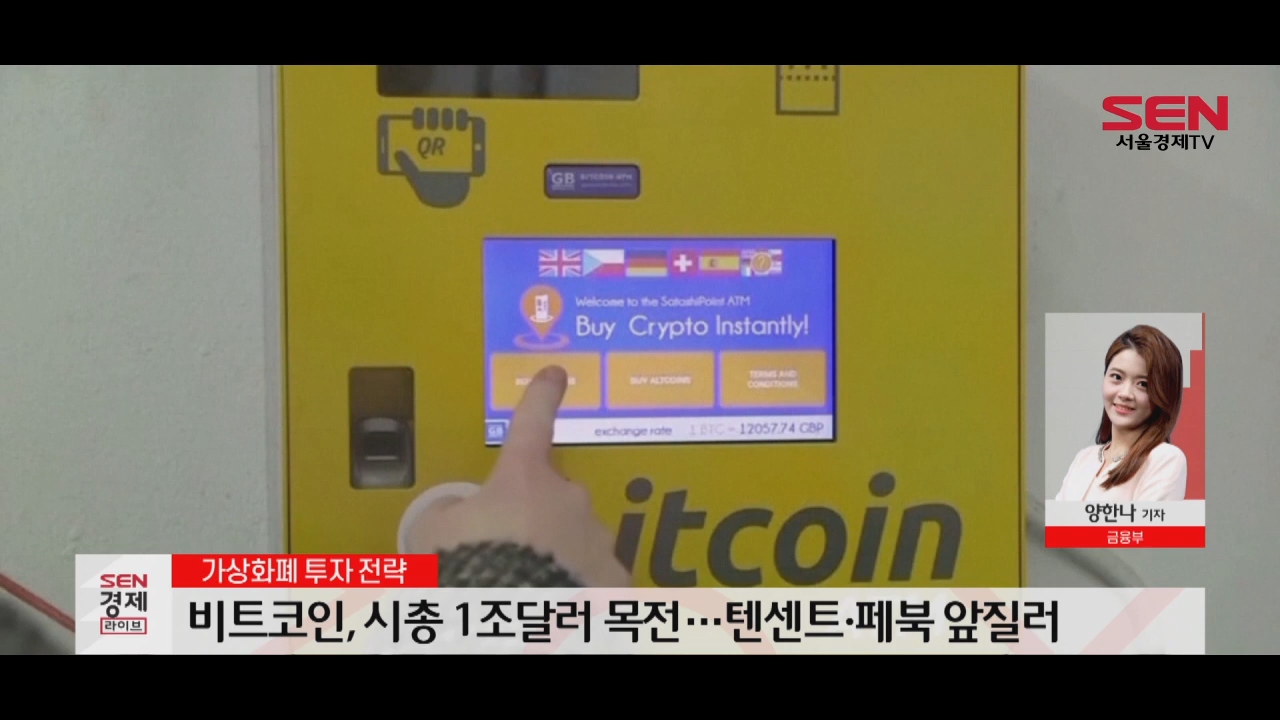 SEN
서울경제TV
QR
GB
Welcome to the SatoshiPoint ATM
Buy Crypto Instantly!
BUY ALTCOINS
TERMS AND
CONDITIONS
GB
exchange rate 1 BTC = 12057.74 GBP
itcoin
양한나 기자
금융부
가상화폐 투자 전략
SEN
경제
라이브
비트코인, 시총 1조달러 목전…텐센트·페북 앞질러